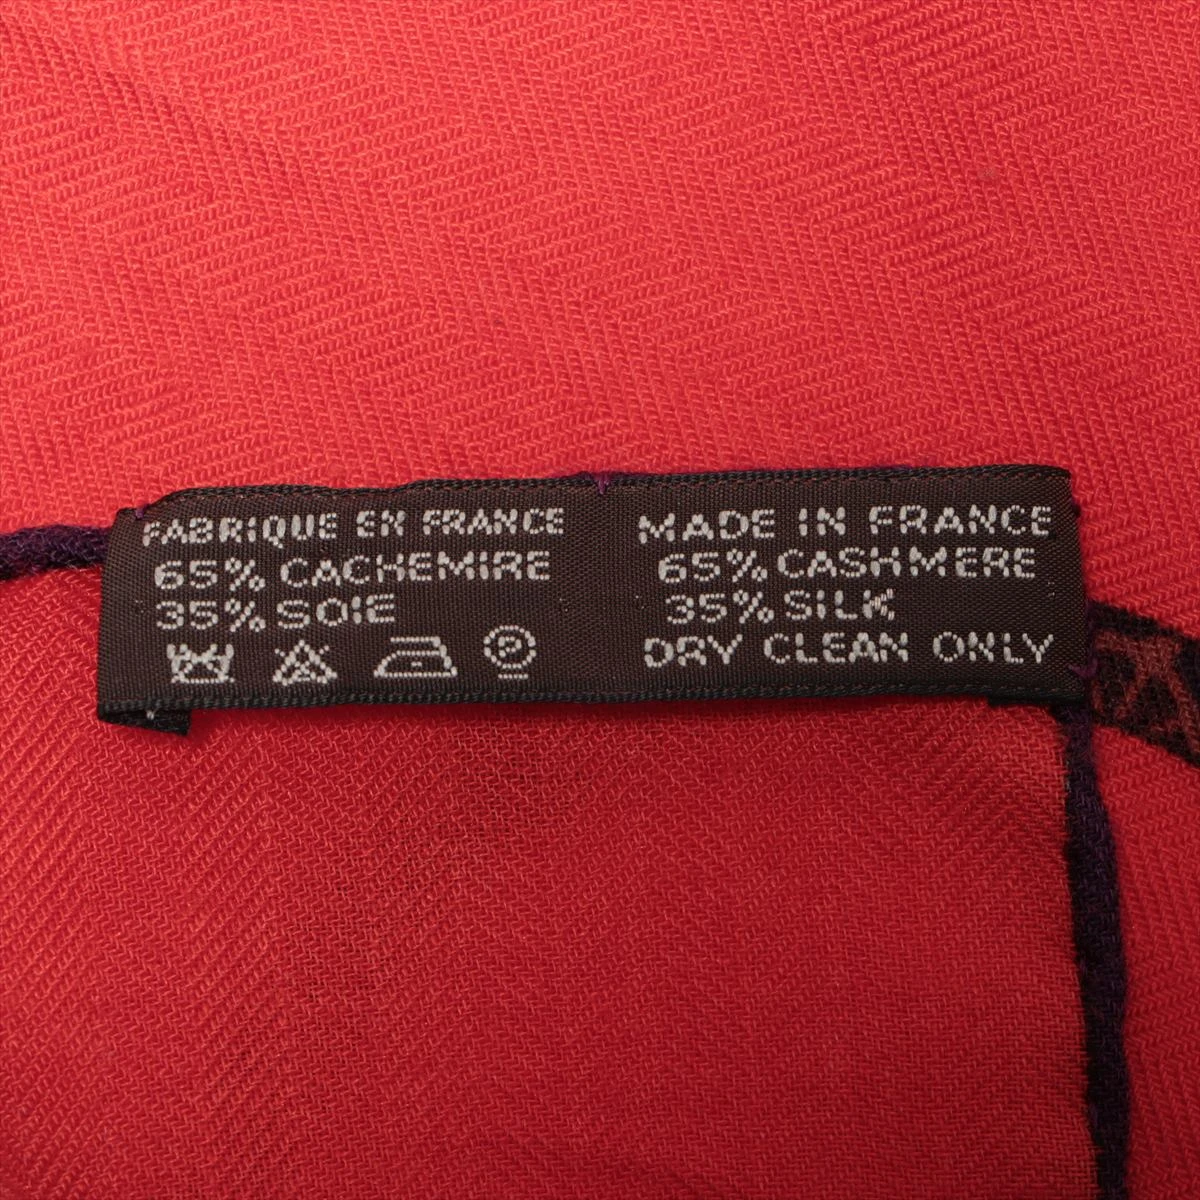 FABRIQUE EN FRANCE
65% CACHEMIRE
35% SOIE
P
MADE IN FRANCE
65% CASHMERE
35% SILK
DRY CLEAN ONLY